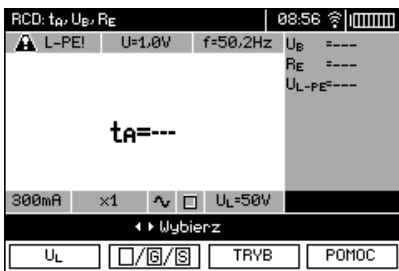 RCD: tA, UB, RE 08:56
L-PE! U=1,0V f=50,2Hz
UB =---
RE =---
UL-PE=---
tA=---
300mA x1 UL=50V
Wybierz
UL □/G/S TRYB POMOC